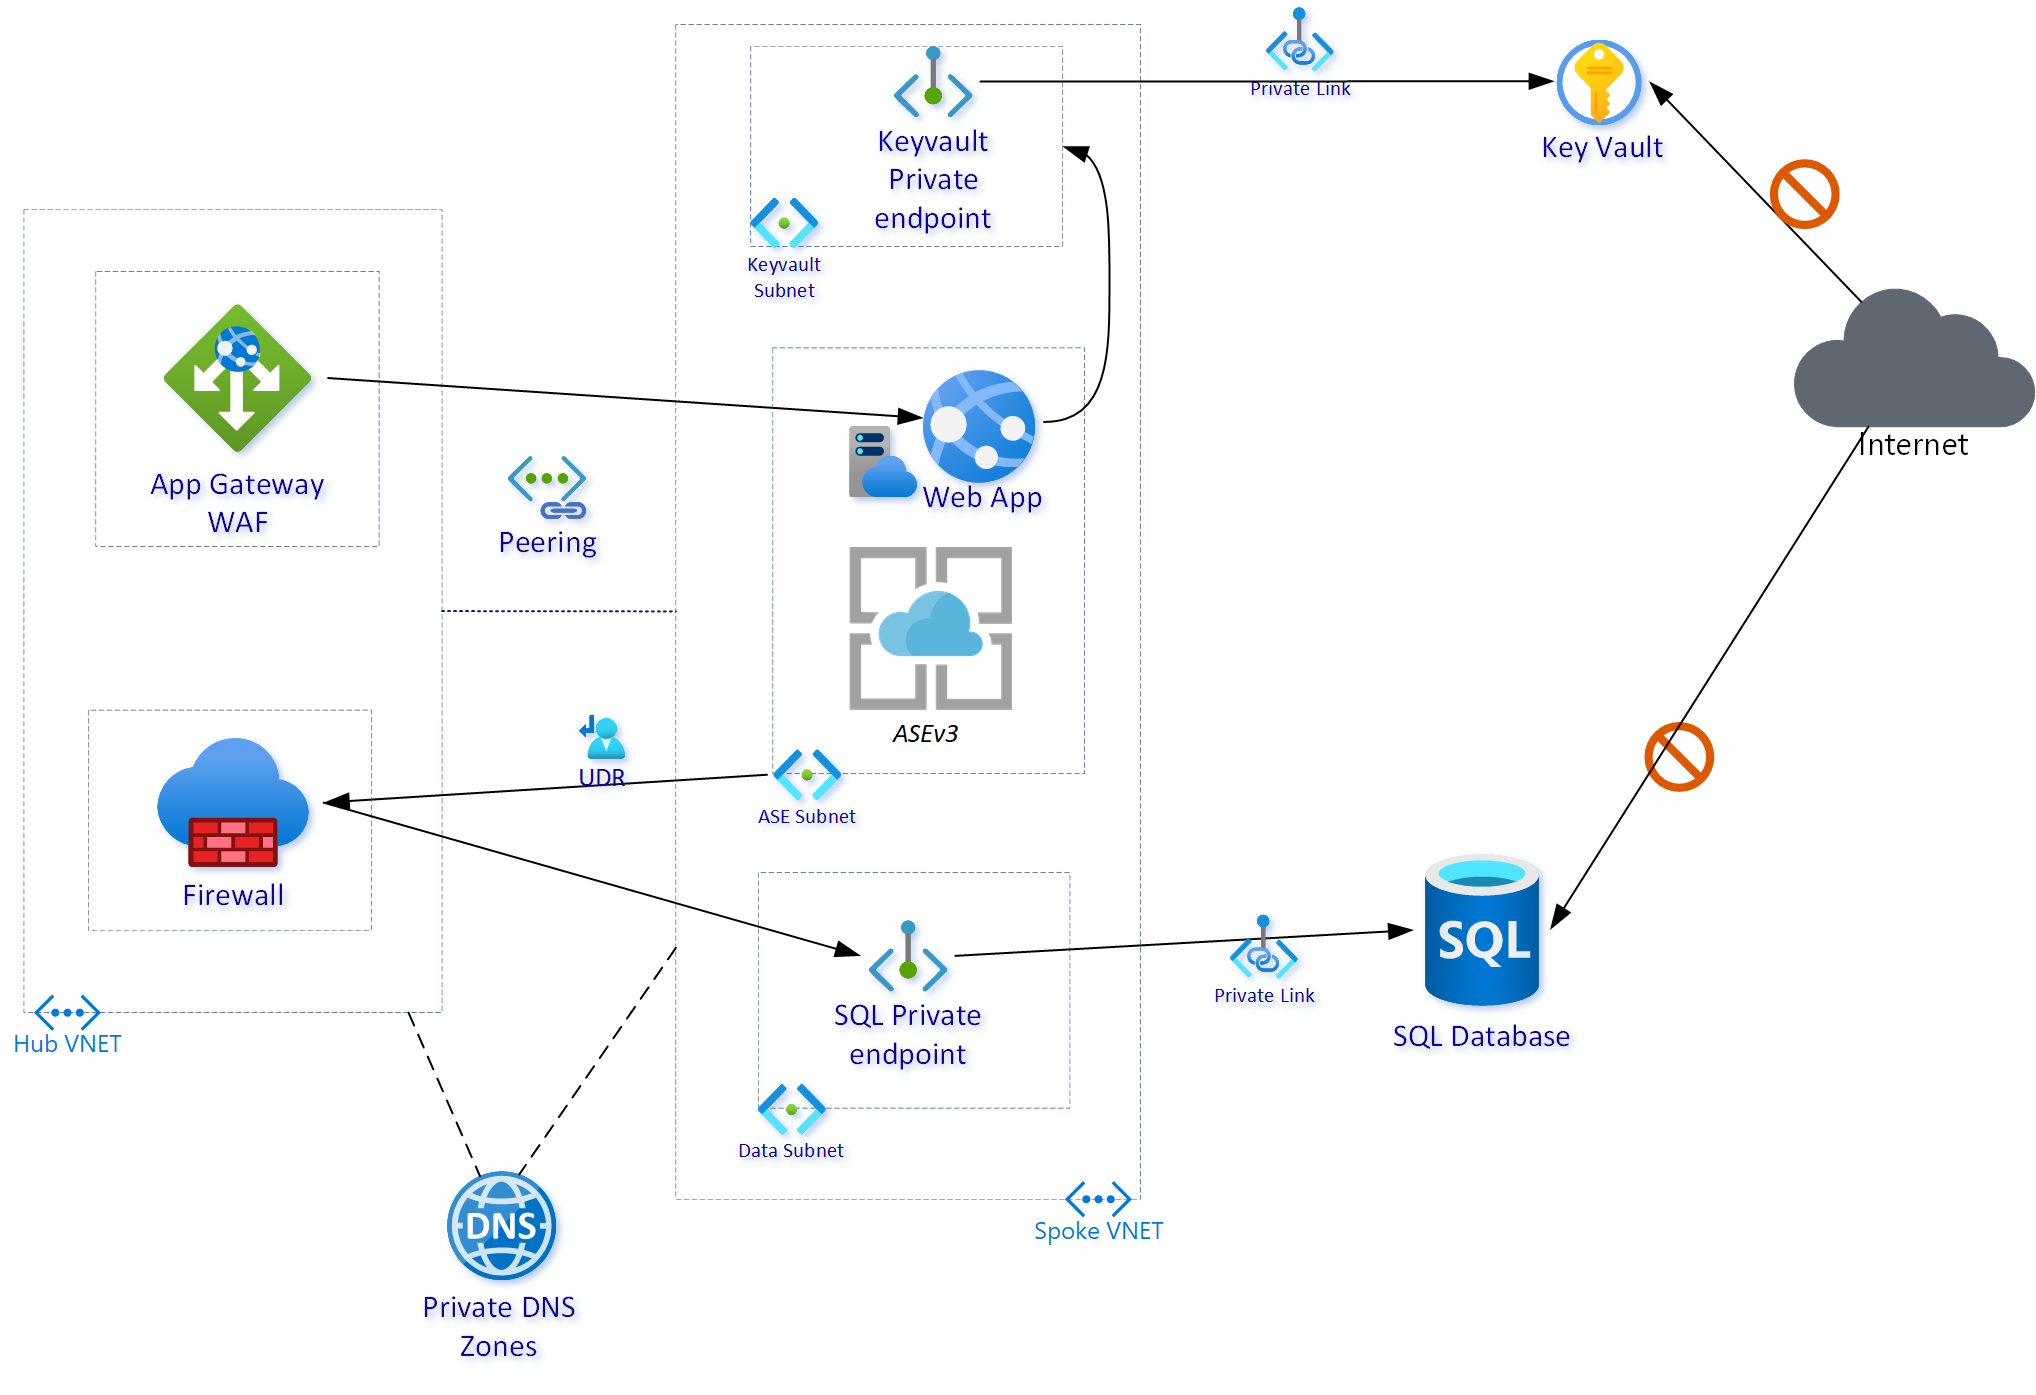 Private Link
Keyvault
Private
endpoint
Key Vault
Keyvault
Subnet
Internet
App Gateway
WAF
Web App
Peering
ASEv3
UDR
ASE Subnet
Firewall
SQL
Private Link
SQL Private
endpoint
SQL Database
Hub VNET
Data Subnet
DNS
Spoke VNET
Private DNS
Zones